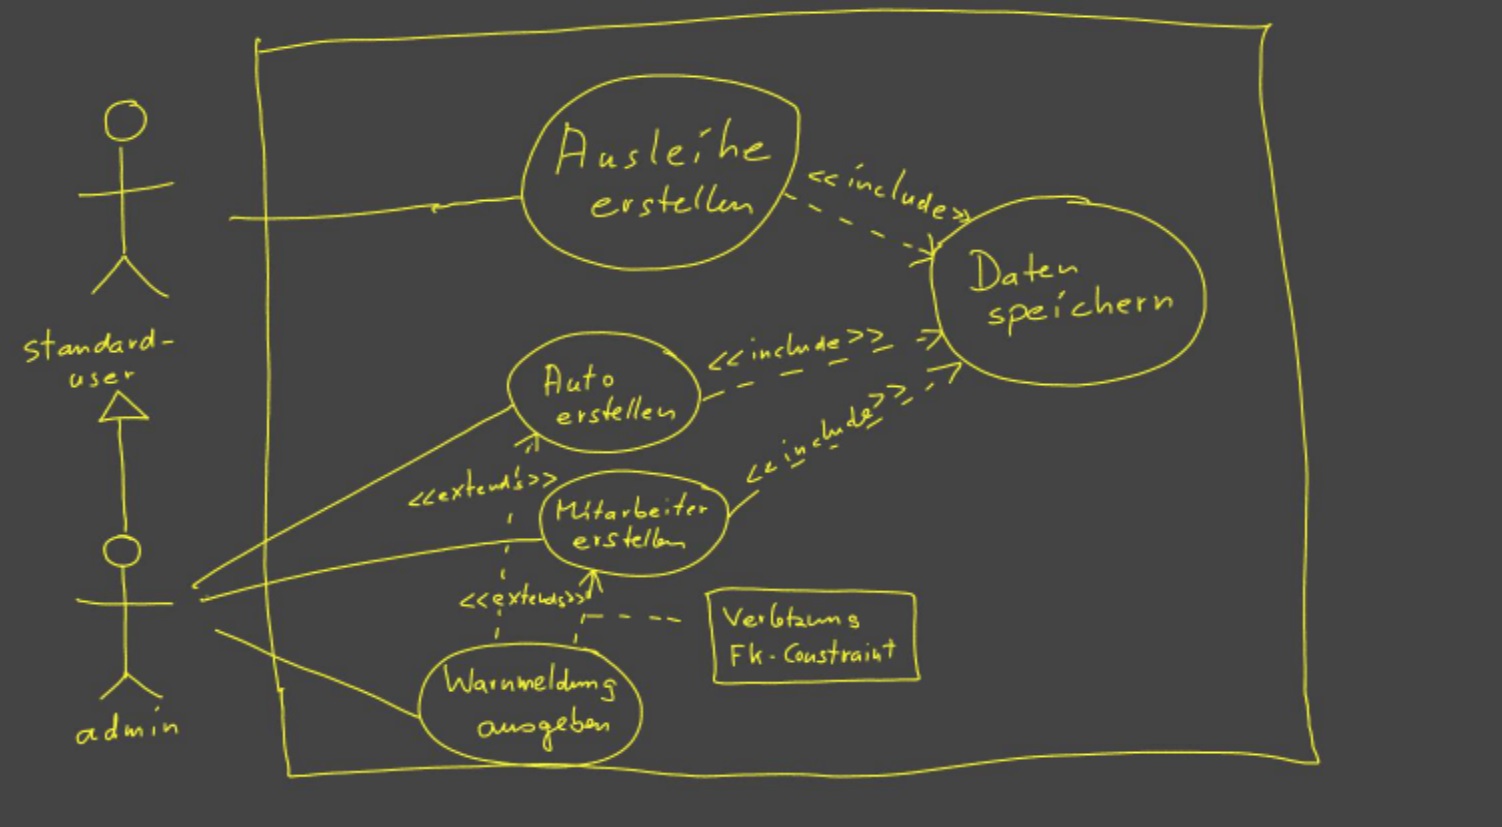 Ausleihe
erstellen
<<include>>
Daten
speichern
standard-
user
<<include>>
Auto
erstellen
<<include>>
<<extends>>
Mitarbeiter
erstellen
<<extends>>
Verletzung
Fk-Constraint
Warnmeldung
ausgeben
admin